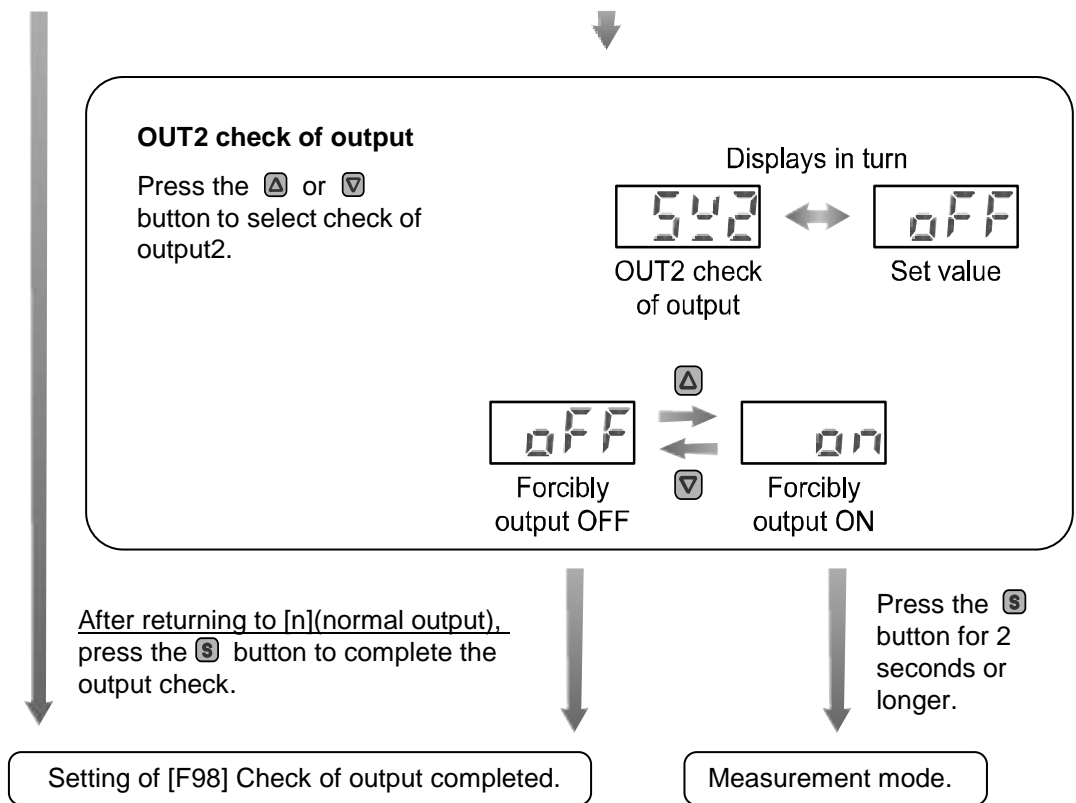 OUT2 check of output
Press the △ or ▽
button to select check of
output2.
Displays in turn
SW2
oFF
OUT2 check
of output
Set value
△
oFF
on
▽
Forcibly
output OFF
Forcibly
output ON
After returning to [n](normal output),
press the S button to complete the
output check.
Press the S
button for 2
seconds or
longer.
Setting of [F98] Check of output completed.
Measurement mode.